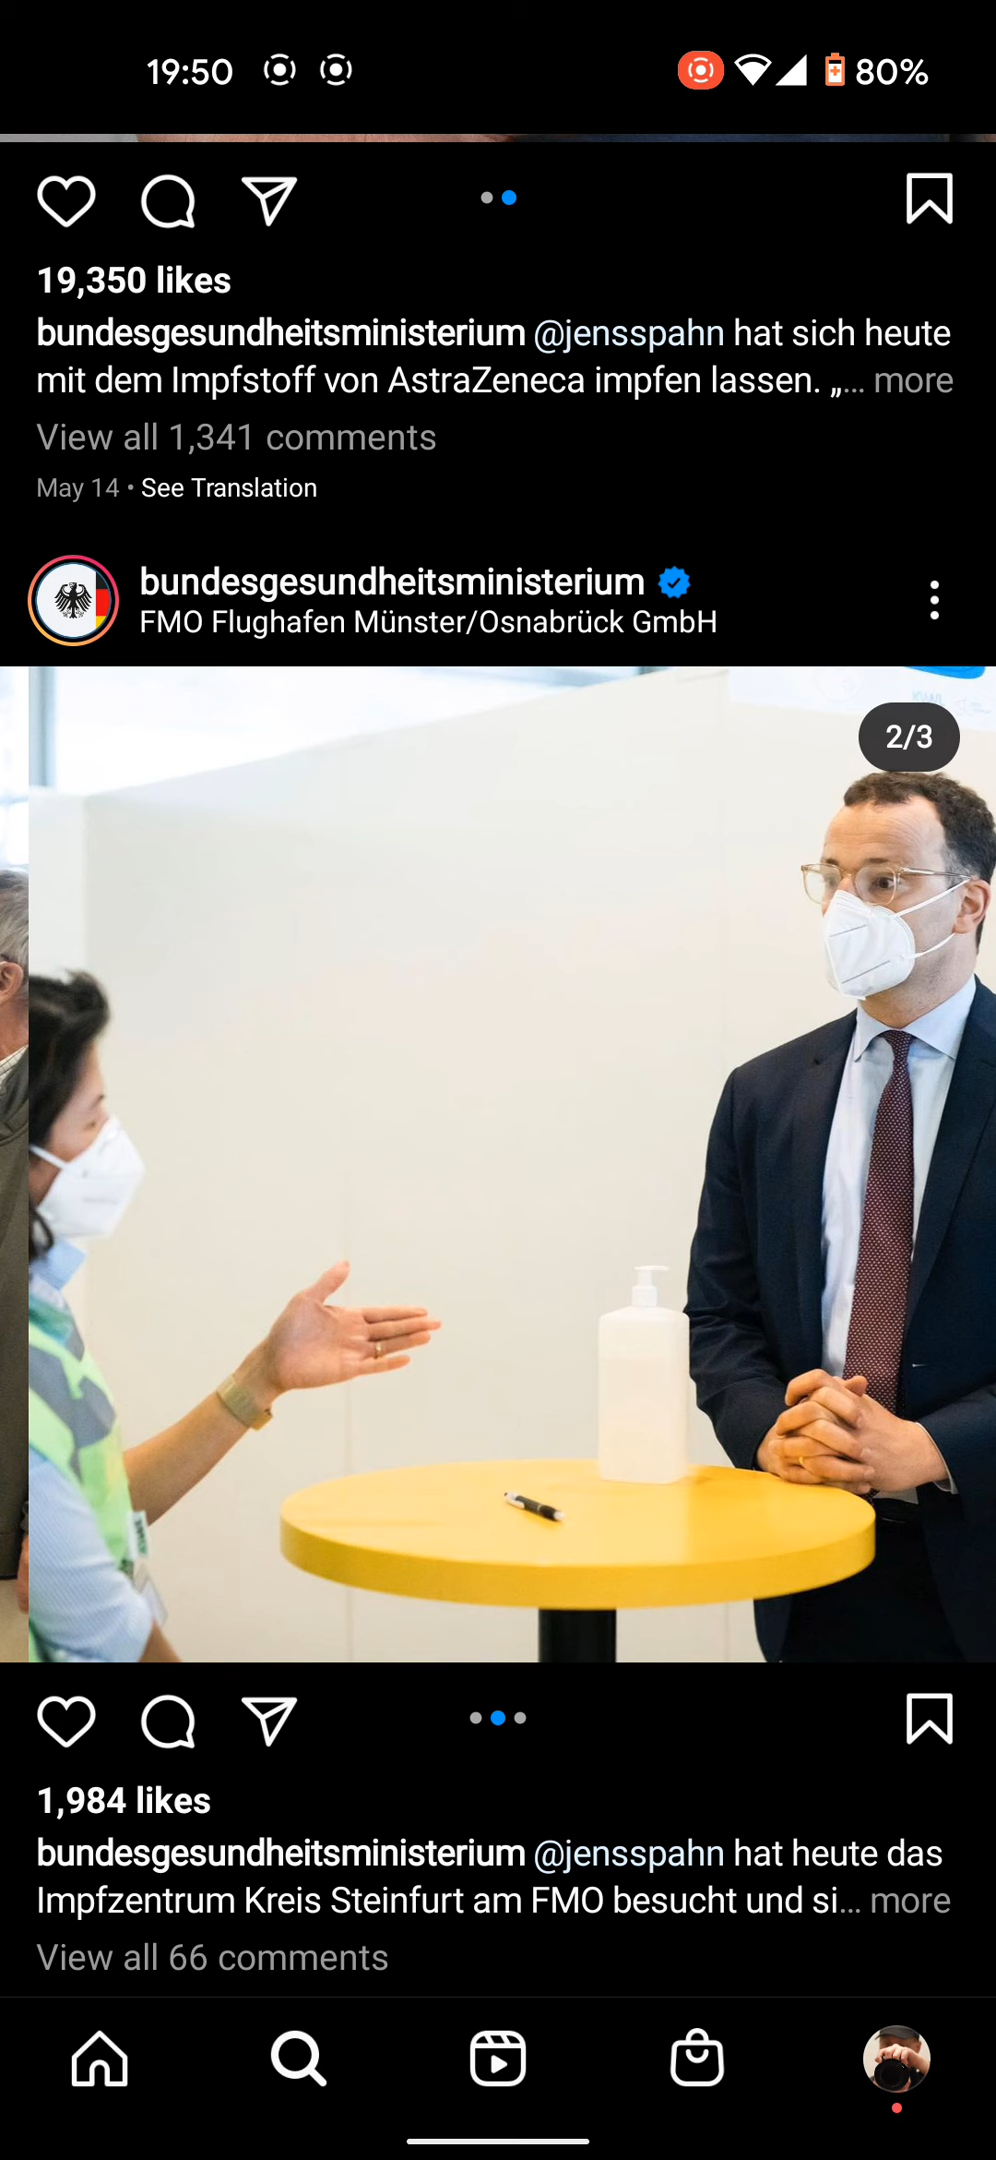 19:50
80%
19,350 likes
bundesgesundheitsministerium @jensspahn hat sich heute
mit dem Impfstoff von AstraZeneca impfen lassen. „… more
View all 1,341 comments
May 14 • See Translation
bundesgesundheitsministerium
FMO Flughafen Münster/Osnabrück GmbH
2/3
1,984 likes
bundesgesundheitsministerium @jensspahn hat heute das
Impfzentrum Kreis Steinfurt am FMO besucht und si… more
View all 66 comments